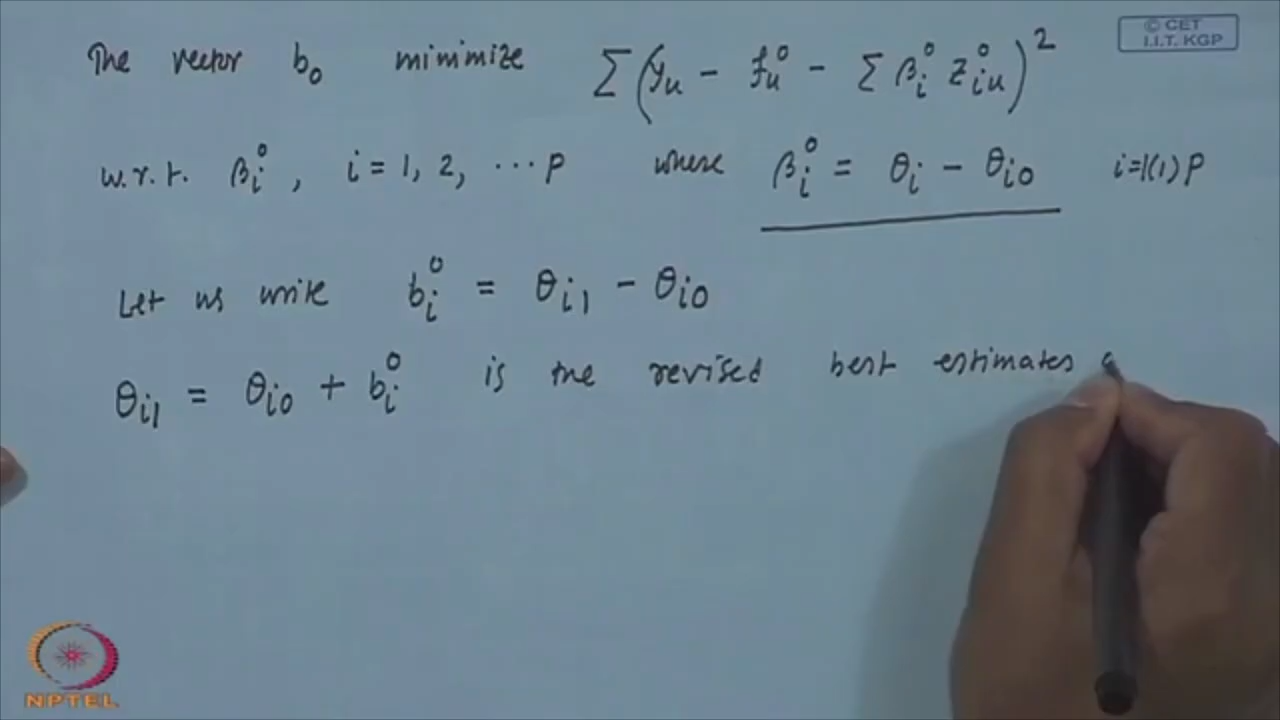 © CET
I.I.T. KGP
The vector b₀ minimize Σ(yᵤ - fᵤ⁰ - Σ βᵢ⁰ Zᵢᵤ⁰)²
w.r.t. βᵢ⁰, i = 1, 2, ... p where βᵢ⁰ = θᵢ - θᵢ₀ i=1(1)p
Let us write bᵢ⁰ = θᵢ₁ - θᵢ₀
θᵢ₁ = θᵢ₀ + bᵢ⁰ is the revised best estimates
NPTEL